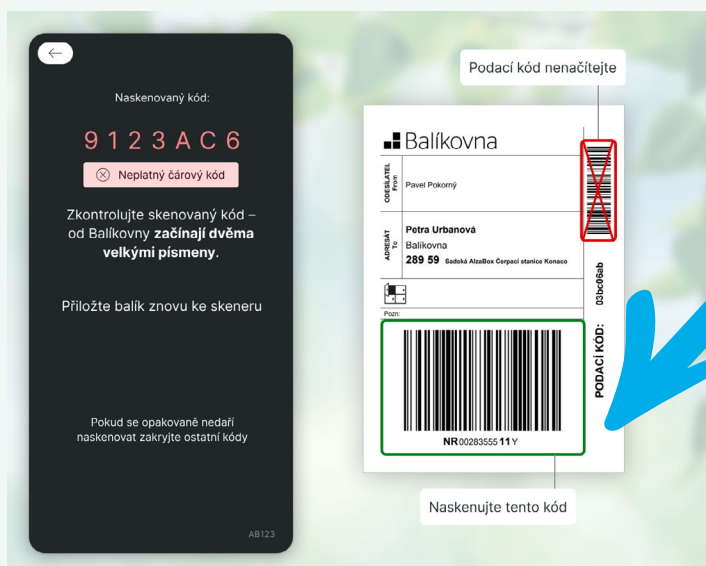 Naskenovaný kód:
9123AC6
Neplatný čárový kód
Zkontrolujte skenovaný kód –
od Balíkovny začínají dvěma
velkými písmeny.
Přiložte balík znovu ke skeneru
Pokud se opakovaně nedaří
naskenovat zakryjte ostatní kódy
AB123
Podací kód nenačítejte
Balíkovna
ODESÍLATEL
From
Pavel Pokorný
ADRESÁT
To
Petra Urbanová
Balíkovna
289 59 Sadská AlzaBox Čerpací stanice Konaco
Pozn:
NR00283555 11Y
PODACÍ KÓD: 03bc06ab
Naskenujte tento kód